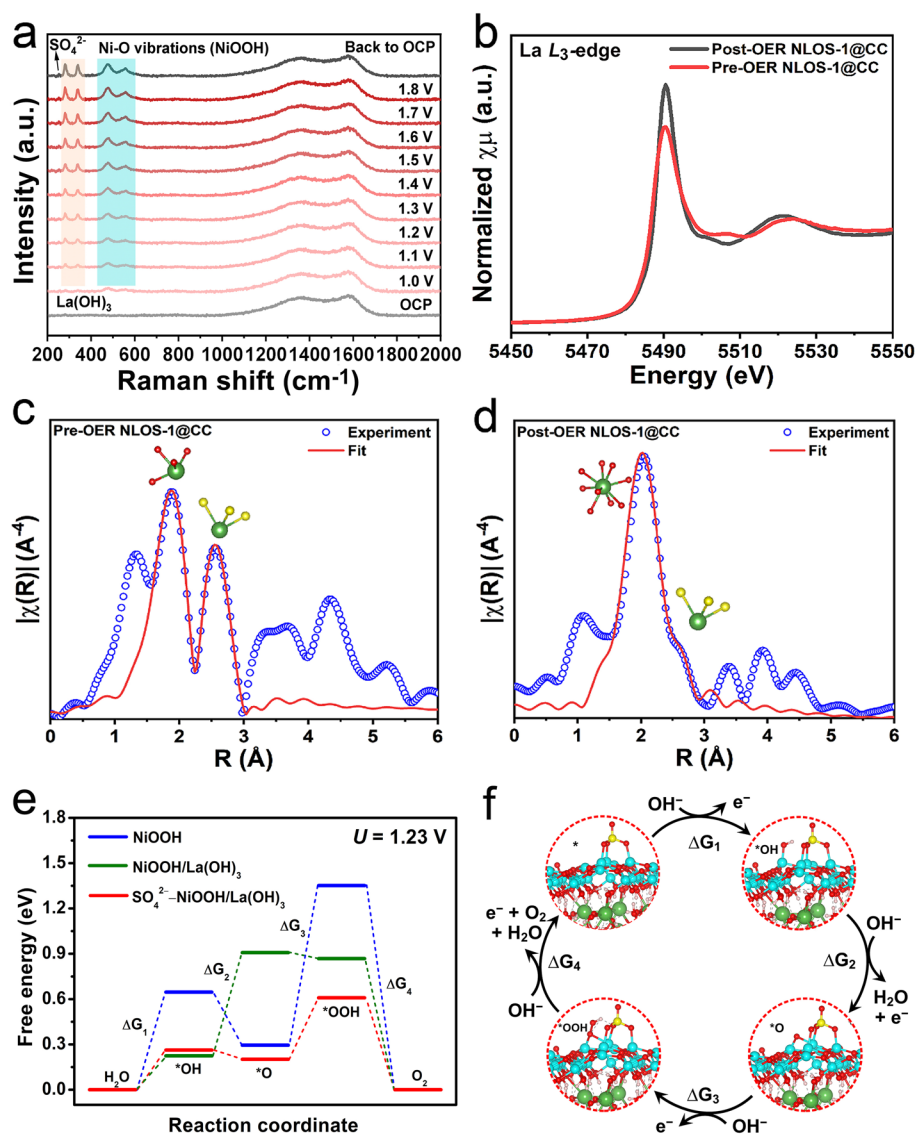 a
SO₄²⁻ Ni-O vibrations (NiOOH) Back to OCP
1.8 V
1.7 V
1.6 V
1.5 V
1.4 V
1.3 V
1.2 V
1.1 V
1.0 V
La(OH)₃ OCP
Intensity (a.u.)
200 400 600 800 1000 1200 1400 1600 1800 2000
Raman shift (cm⁻¹)
b
La L₃-edge
Post-OER NLOS-1@CC
Pre-OER NLOS-1@CC
Normalized χμ (a.u.)
5450 5470 5490 5510 5530 5550
Energy (eV)
c
Pre-OER NLOS-1@CC
Experiment
Fit
|χ(R)| (A⁻⁴)
0 1 2 3 4 5 6
R (Å)
d
Post-OER NLOS-1@CC
Experiment
Fit
|χ(R)| (A⁻⁴)
0 1 2 3 4 5 6
R (Å)
e
U = 1.23 V
NiOOH
NiOOH/La(OH)₃
SO₄²⁻–NiOOH/La(OH)₃
Free energy (eV)
1.8
1.5
1.2
0.9
0.6
0.3
0.0
ΔG₁
ΔG₂
ΔG₃
ΔG₄
H₂O
*OH
*O
*OOH
O₂
Reaction coordinate
f
OH⁻ e⁻
ΔG₁
*
*OH
OH⁻
ΔG₂
H₂O
+ e⁻
*O
ΔG₃
OH⁻
e⁻
*OOH
OH⁻
ΔG₄
e⁻ + O₂
+ H₂O